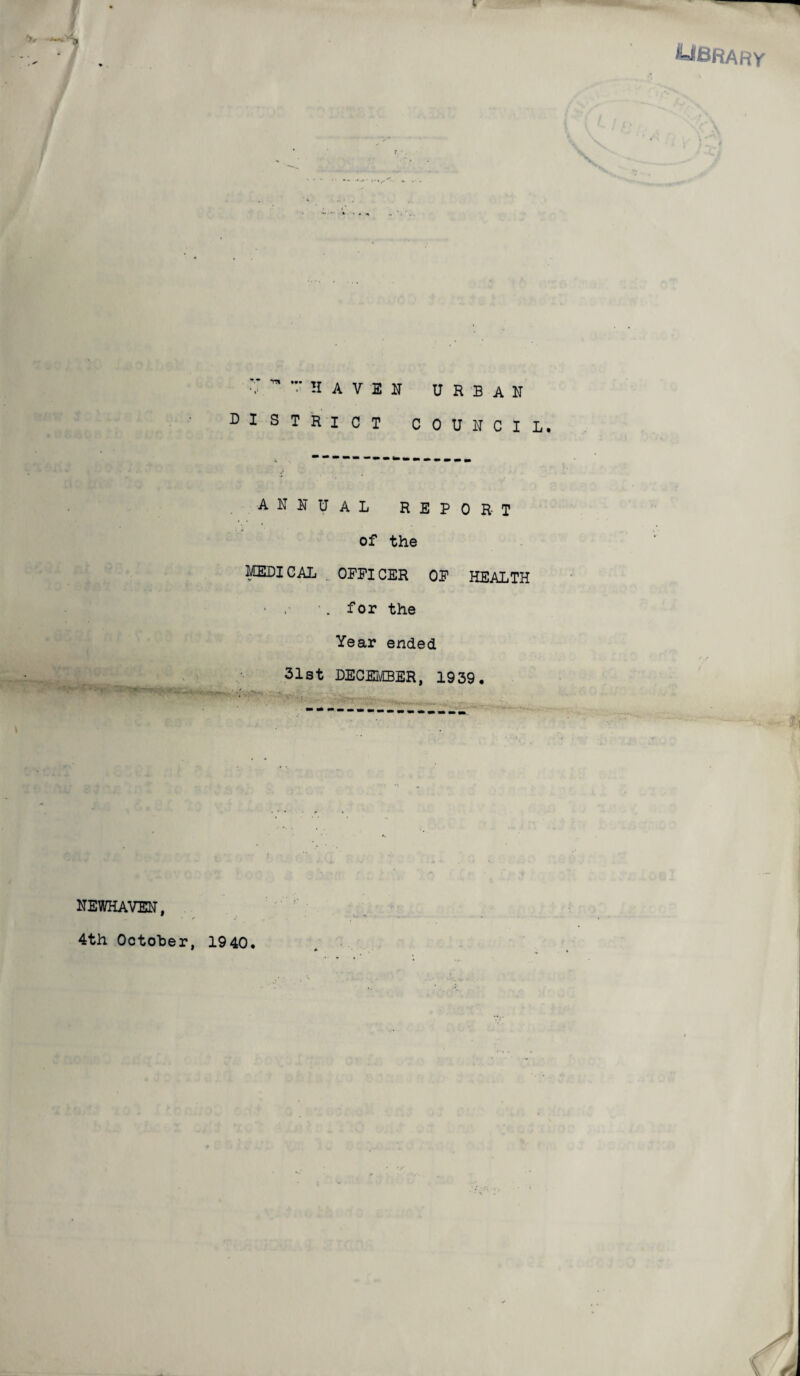 LIBRARY
HAVEN URBAN
DISTRICT COUNCIL.
ANNUAL REPORT
of the
MEDICAL OFFICER OF HEALTH
for the
Year ended
31st DECEMBER, 1939.
NEWHAVEN,
4th October, 1940.